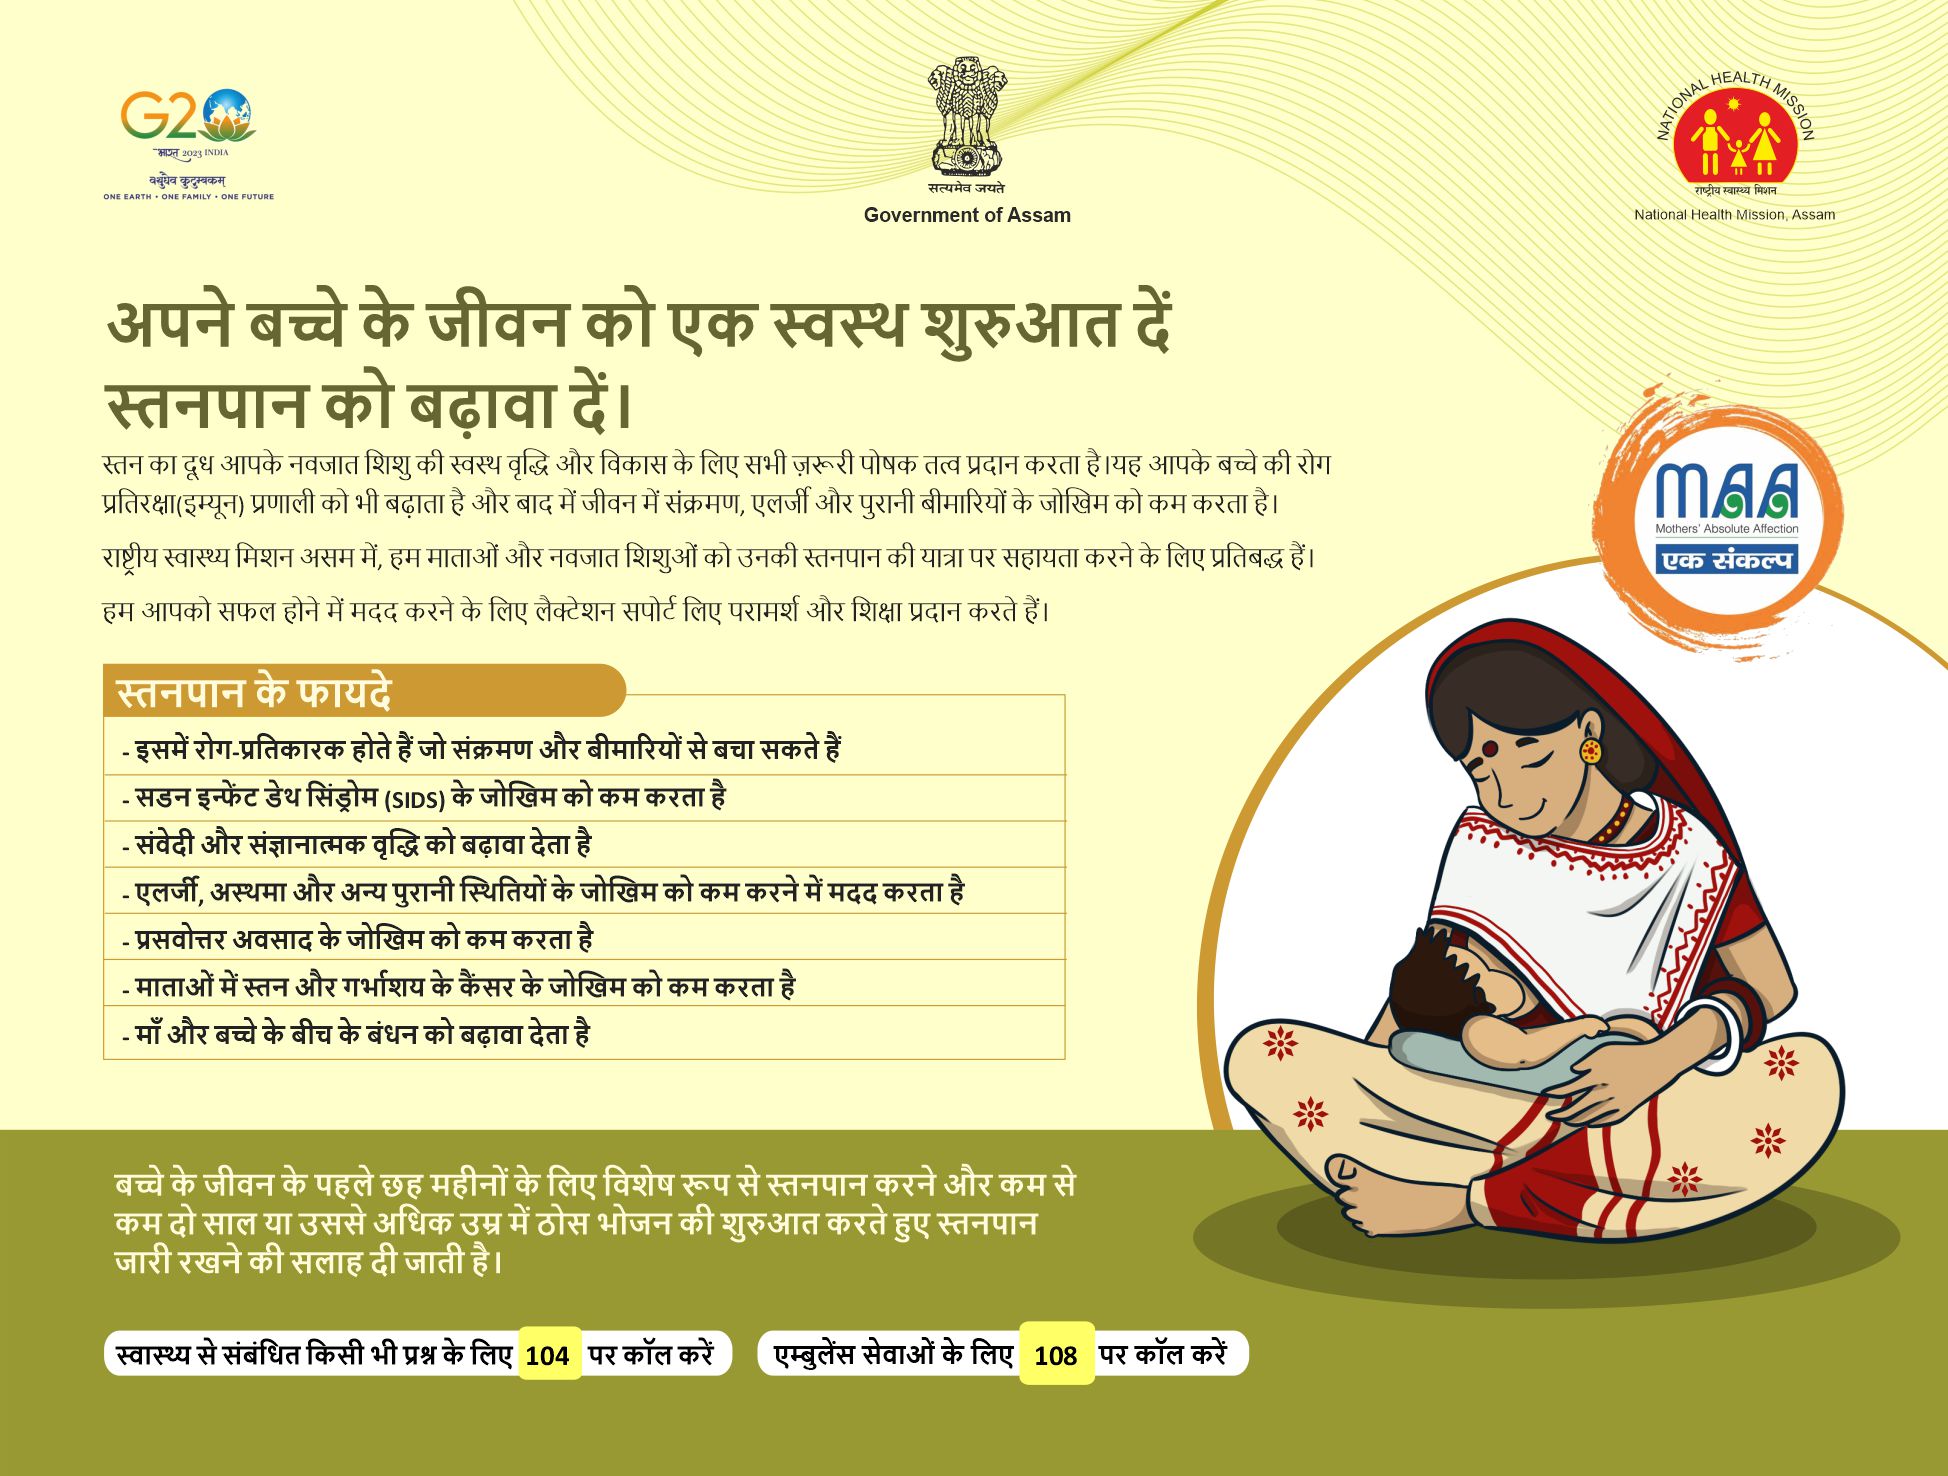 G20
भारत 2023 INDIA
वसुधैव कुटुम्बकम्
ONE EARTH • ONE FAMILY • ONE FUTURE
सत्यमेव जयते
Government of Assam
NATIONAL HEALTH MISSION
राष्ट्रीय स्वास्थ्य मिशन
National Health Mission, Assam
अपने बच्चे के जीवन को एक स्वस्थ शुरुआत दें
स्तनपान को बढ़ावा दें।
स्तन का दूध आपके नवजात शिशु की स्वस्थ वृद्धि और विकास के लिए सभी ज़रूरी पोषक तत्व प्रदान करता है।यह आपके बच्चे की रोग
प्रतिरक्षा(इम्यून) प्रणाली को भी बढ़ाता है और बाद में जीवन में संक्रमण, एलर्जी और पुरानी बीमारियों के जोखिम को कम करता है।
राष्ट्रीय स्वास्थ्य मिशन असम में, हम माताओं और नवजात शिशुओं को उनकी स्तनपान की यात्रा पर सहायता करने के लिए प्रतिबद्ध हैं।
हम आपको सफल होने में मदद करने के लिए लैक्टेशन सपोर्ट लिए परामर्श और शिक्षा प्रदान करते हैं।
MAA
Mothers' Absolute Affection
एक संकल्प
स्तनपान के फायदे
- इसमें रोग-प्रतिकारक होते हैं जो संक्रमण और बीमारियों से बचा सकते हैं
- सडन इन्फेंट डेथ सिंड्रोम (SIDS) के जोखिम को कम करता है
- संवेदी और संज्ञानात्मक वृद्धि को बढ़ावा देता है
- एलर्जी, अस्थमा और अन्य पुरानी स्थितियों के जोखिम को कम करने में मदद करता है
- प्रसवोत्तर अवसाद के जोखिम को कम करता है
- माताओं में स्तन और गर्भाशय के कैंसर के जोखिम को कम करता है
- माँ और बच्चे के बीच के बंधन को बढ़ावा देता है
बच्चे के जीवन के पहले छह महीनों के लिए विशेष रूप से स्तनपान करने और कम से
कम दो साल या उससे अधिक उम्र में ठोस भोजन की शुरुआत करते हुए स्तनपान
जारी रखने की सलाह दी जाती है।
स्वास्थ्य से संबंधित किसी भी प्रश्न के लिए 104 पर कॉल करें
एम्बुलेंस सेवाओं के लिए 108 पर कॉल करें